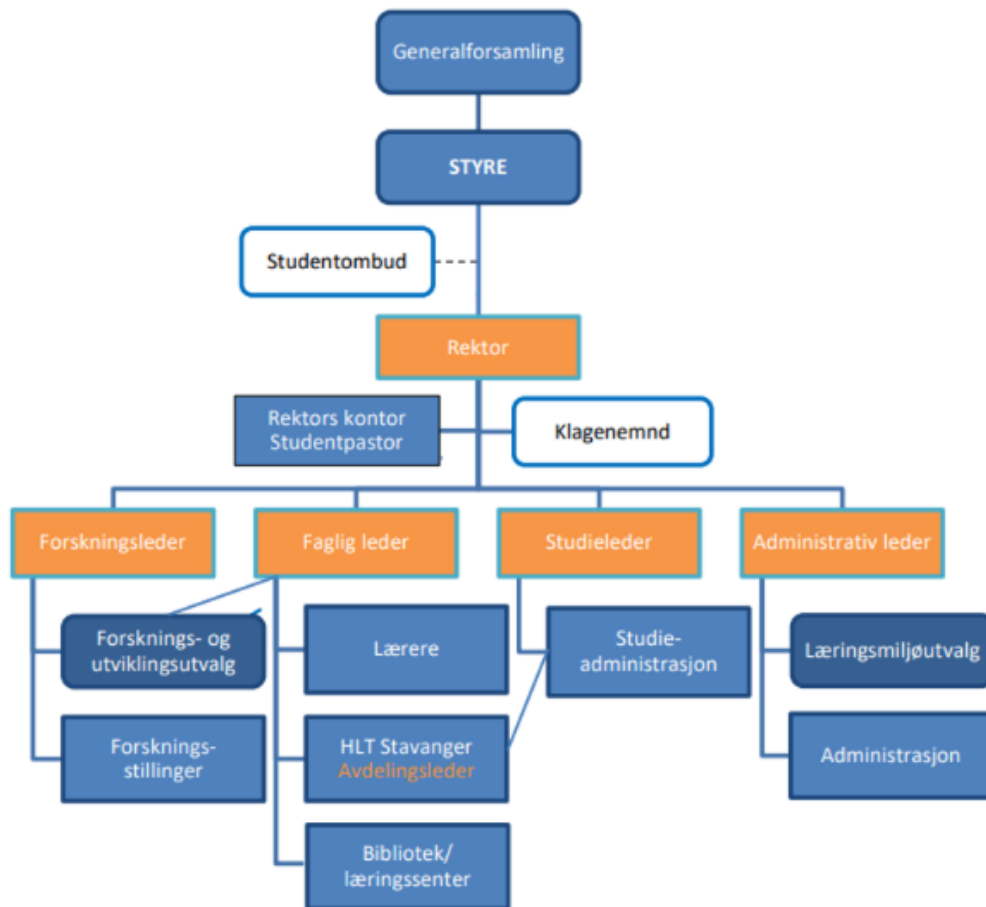 Generalforsamling
STYRE
Studentombud
Rektor
Rektors kontor
Studentpastor
Klagenemnd
Forskningsleder
Faglig leder
Studieleder
Administrativ leder
Forsknings- og
utviklingsutvalg
Lærere
Studie-
administrasjon
Læringsmiljøutvalg
Forsknings-
stillinger
HLT Stavanger
Avdelingsleder
Administrasjon
Bibliotek/
læringssenter